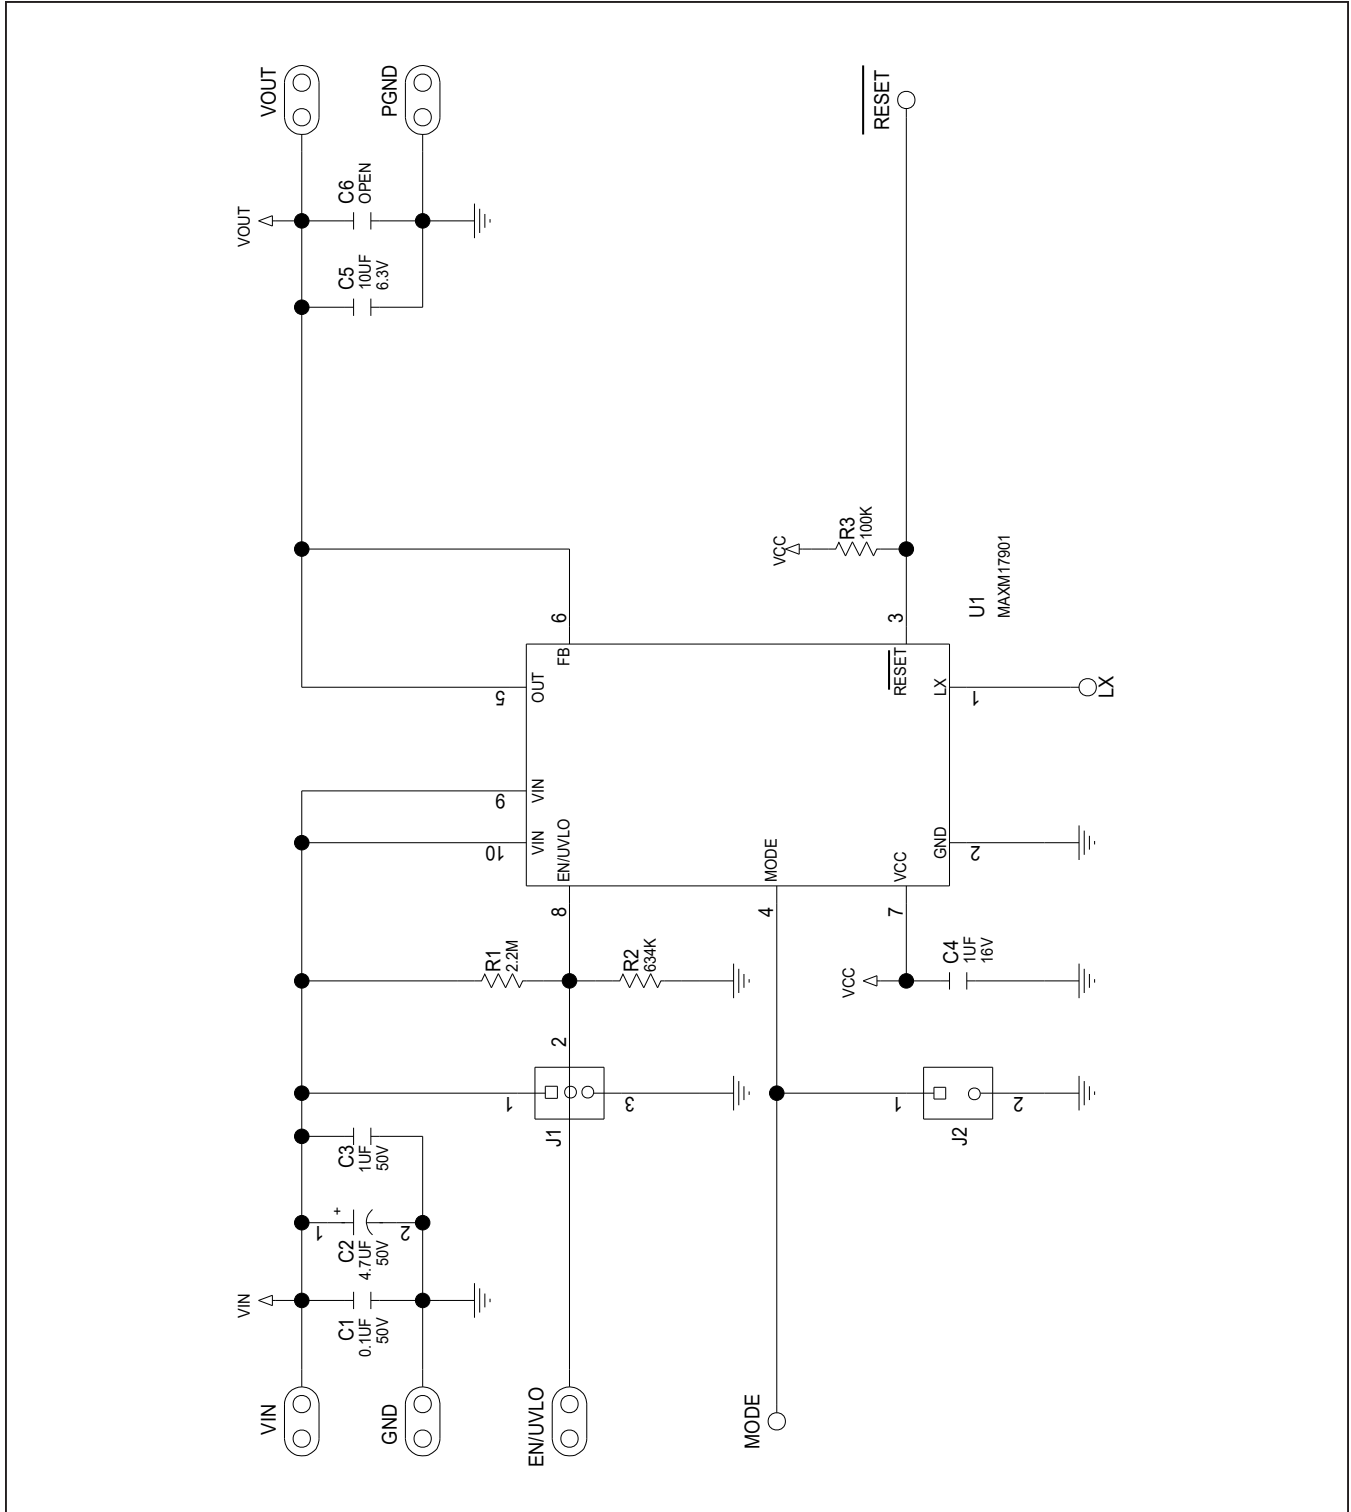 VIN
VIN
C1
0.1UF
50V
GND
1
+
2
C2
4.7UF
50V
C3
1UF
50V
EN/UVLO
J1
1
2
3
R1
2.2M
R2
634K
MODE
J2
1
2
VCC
C4
1UF
16V
10
VIN
9
VIN
8
EN/UVLO
4
MODE
7
VCC
2
GND
5
OUT
6
FB
3
RESET
1
LX
LX
U1
MAXM17901
VCC
R3
100K
RESET
C5
10UF
6.3V
VOUT
C6
OPEN
VOUT
PGND